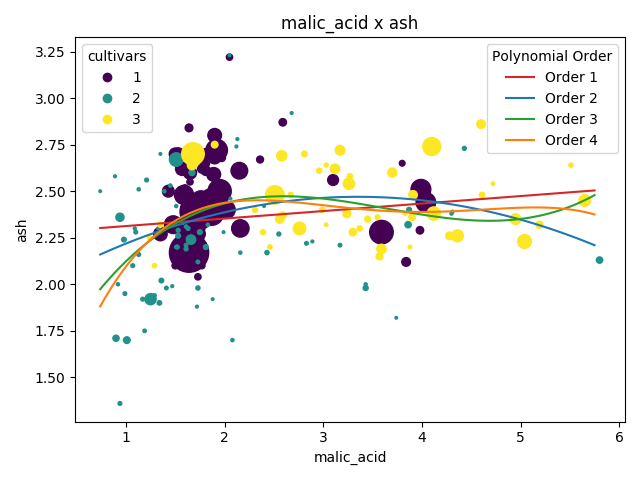 malic_acid x ash
cultivars
1
2
3
Polynomial Order
Order 1
Order 2
Order 3
Order 4
3.25
3.00
2.75
2.50
2.25
2.00
1.75
1.50
ash
1 2 3 4 5 6
malic_acid